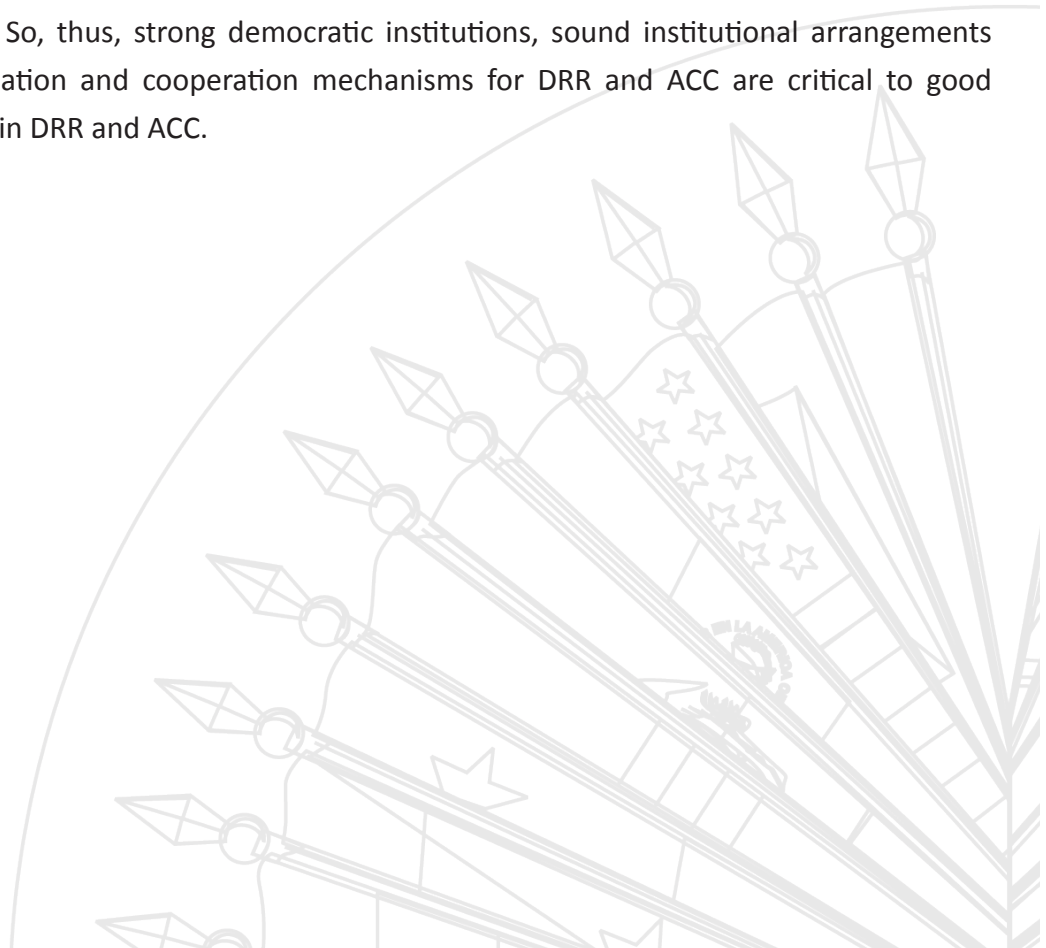 So, thus, strong democratic institutions, sound institutional arrangements
ation and cooperation mechanisms for DRR and ACC are critical to good
in DRR and ACC.